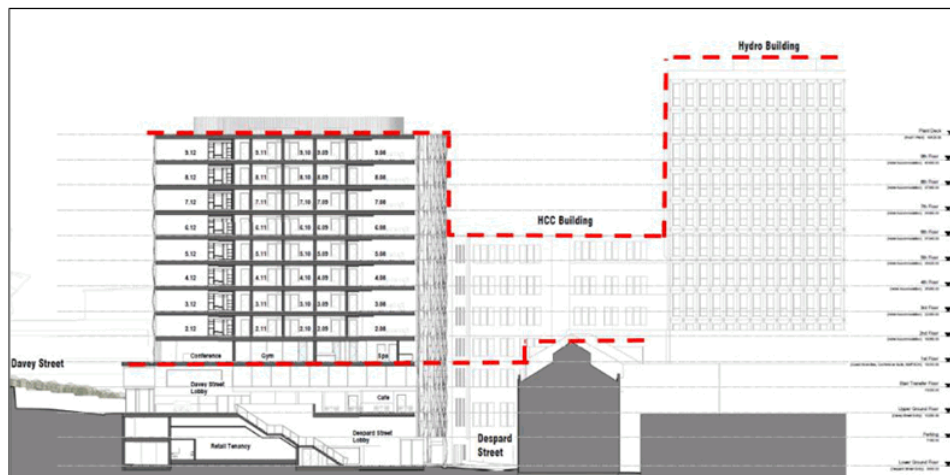 Hydro Building
HCC Building
9.12 9.11 9.10 9.09 9.08
8.12 8.11 8.10 8.09 8.08
7.12 7.11 7.10 7.09 7.08
6.12 6.11 6.10 6.09 6.08
5.12 5.11 5.10 5.09 5.08
4.12 4.11 4.10 4.09 4.08
3.12 3.11 3.10 3.09 3.08
2.12 2.11 2.10 2.09 2.08
Conference Gym Spa
Davey Street
Davey Street
Lobby
Cafe
Retail Tenancy
Despard Street
Lobby
Despard
Street
Plant Deck
9th Floor
8th Floor
7th Floor
6th Floor
5th Floor
4th Floor
3rd Floor
2nd Floor
1st Floor
Stair Transfer Floor
Upper Ground Floor
Parking
Lower Ground Floor